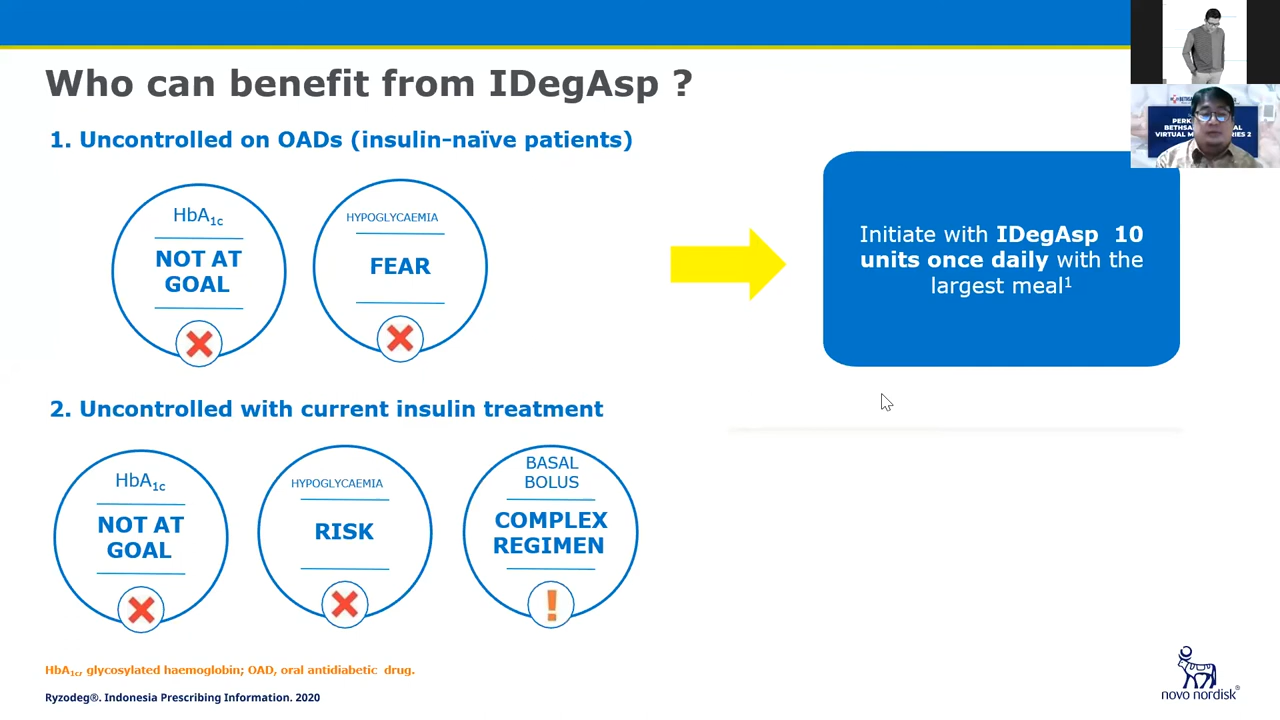 Who can benefit from IDegAsp ?
1. Uncontrolled on OADs (insulin-naïve patients)
HbA1c
NOT AT
GOAL
HYPOGLYCAEMIA
FEAR
Initiate with IDegAsp 10
units once daily with the
largest meal1
2. Uncontrolled with current insulin treatment
HbA1c
NOT AT
GOAL
HYPOGLYCAEMIA
RISK
BASAL
BOLUS
COMPLEX
REGIMEN
!
HbA1c, glycosylated haemoglobin; OAD, oral antidiabetic drug.
Ryzodeg®. Indonesia Prescribing Information. 2020
novo nordisk®